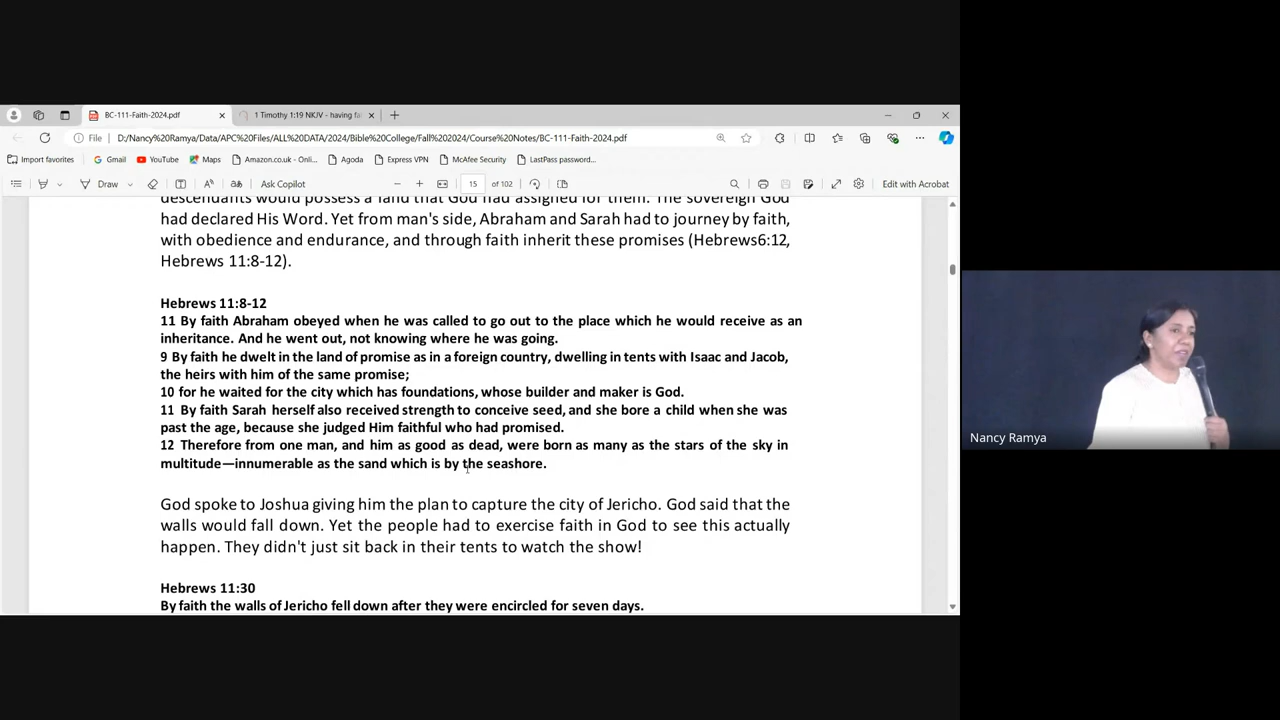 BC-111-Faith-2024.pdf
1 Timothy 1:19 NKJV - having fa
File
D:/Nancy%20Ramya/Data/APC%20Files/ALL%20DATA/2024/Bible%20College/Fall%202024/Course%20Notes/BC-111-Faith-2024.pdf
Import favorites Gmail YouTube Maps Amazon.co.uk - Onli... Agoda Express VPN McAfee Security LastPass password...
Draw Ask Copilot 15 of 102 Edit with Acrobat
descendants would possess a land that God had assigned for them. The sovereign God
had declared His Word. Yet from man's side, Abraham and Sarah had to journey by faith,
with obedience and endurance, and through faith inherit these promises (Hebrews6:12,
Hebrews 11:8-12).
Hebrews 11:8-12
11 By faith Abraham obeyed when he was called to go out to the place which he would receive as an
inheritance. And he went out, not knowing where he was going.
9 By faith he dwelt in the land of promise as in a foreign country, dwelling in tents with Isaac and Jacob,
the heirs with him of the same promise;
10 for he waited for the city which has foundations, whose builder and maker is God.
11 By faith Sarah herself also received strength to conceive seed, and she bore a child when she was
past the age, because she judged Him faithful who had promised.
12 Therefore from one man, and him as good as dead, were born as many as the stars of the sky in
multitude—innumerable as the sand which is by the seashore.
God spoke to Joshua giving him the plan to capture the city of Jericho. God said that the
walls would fall down. Yet the people had to exercise faith in God to see this actually
happen. They didn't just sit back in their tents to watch the show!
Hebrews 11:30
By faith the walls of Jericho fell down after they were encircled for seven days.
Nancy Ramya